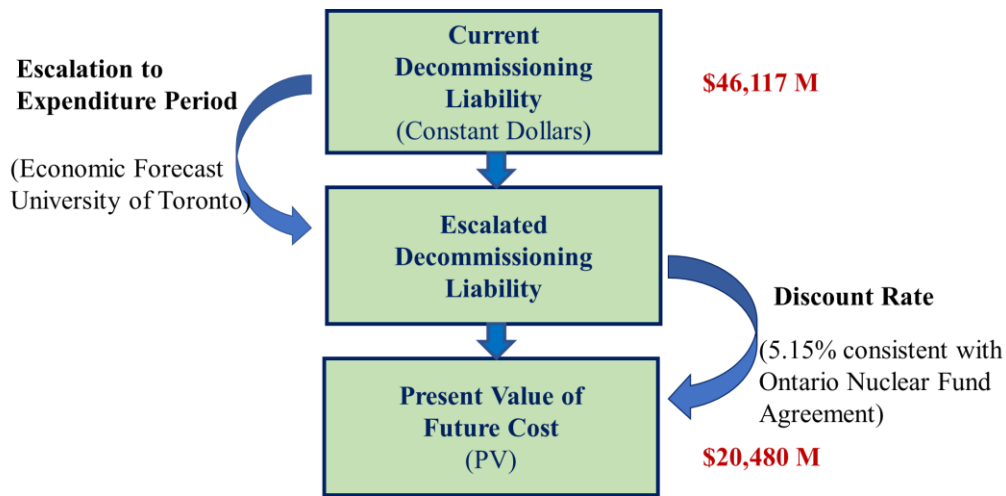 Escalation to
Expenditure Period
(Economic Forecast
University of Toronto)
Current
Decommissioning
Liability
(Constant Dollars)
$46,117 M
Escalated
Decommissioning
Liability
Discount Rate
(5.15% consistent with
Ontario Nuclear Fund
Agreement)
Present Value of
Future Cost
(PV)
$20,480 M